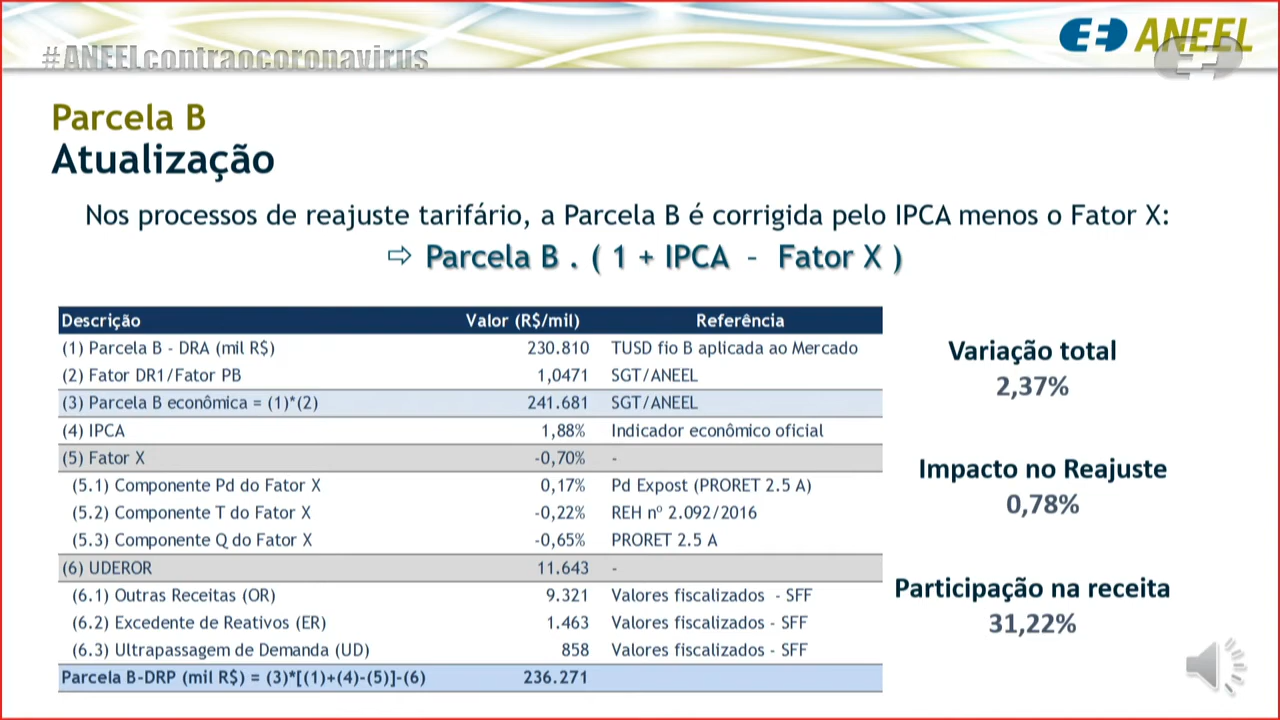 #ANEELcontraocoronavirus
ANEEL
Parcela B
Atualização
Nos processos de reajuste tarifário, a Parcela B é corrigida pelo IPCA menos o Fator X:
⇨ Parcela B . ( 1 + IPCA – Fator X )
Descrição Valor (R$/mil) Referência
(1) Parcela B - DRA (mil R$) 230.810 TUSD fio B aplicada ao Mercado
(2) Fator DR1/Fator PB 1,0471 SGT/ANEEL
(3) Parcela B econômica = (1)*(2) 241.681 SGT/ANEEL
(4) IPCA 1,88% Indicador econômico oficial
(5) Fator X -0,70% -
(5.1) Componente Pd do Fator X 0,17% Pd Expost (PRORET 2.5 A)
(5.2) Componente T do Fator X -0,22% REH nº 2.092/2016
(5.3) Componente Q do Fator X -0,65% PRORET 2.5 A
(6) UDEROR 11.643 -
(6.1) Outras Receitas (OR) 9.321 Valores fiscalizados - SFF
(6.2) Excedente de Reativos (ER) 1.463 Valores fiscalizados - SFF
(6.3) Ultrapassagem de Demanda (UD) 858 Valores fiscalizados - SFF
Parcela B-DRP (mil R$) = (3)*[(1)+(4)-(5)]-(6) 236.271
Variação total
2,37%
Impacto no Reajuste
0,78%
Participação na receita
31,22%